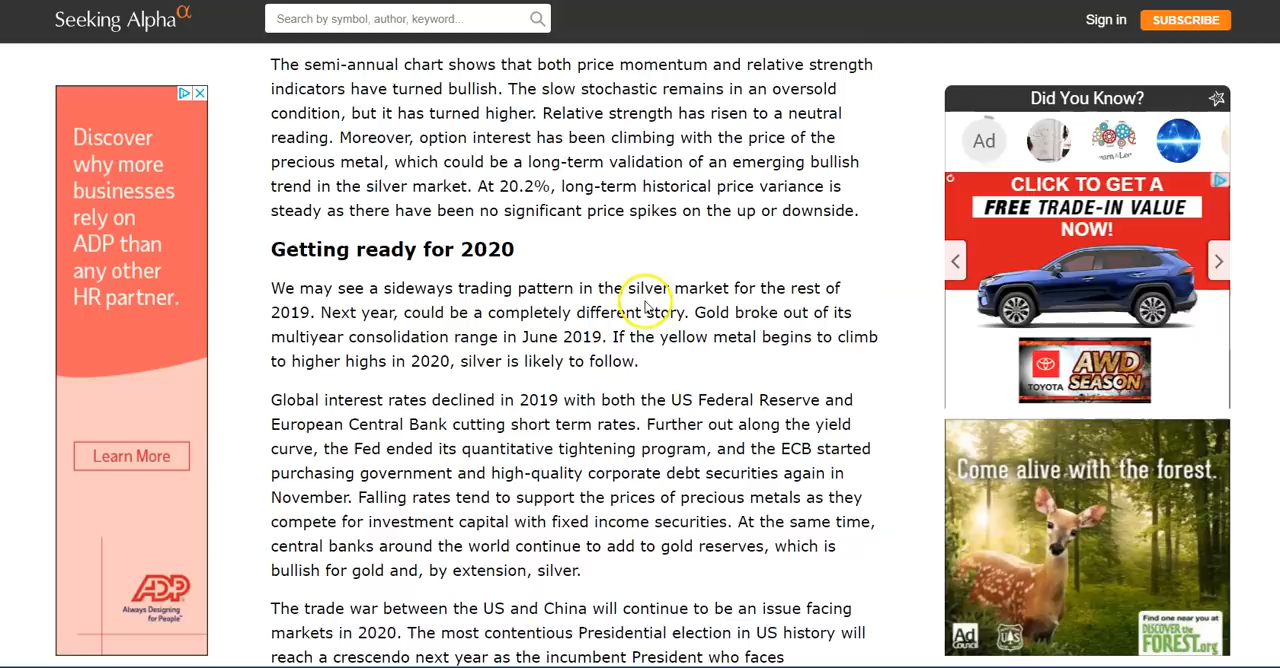 Seeking Alpha α
Search by symbol, author, keyword...
Sign in
SUBSCRIBE
The semi-annual chart shows that both price momentum and relative strength
indicators have turned bullish. The slow stochastic remains in an oversold
condition, but it has turned higher. Relative strength has risen to a neutral
reading. Moreover, option interest has been climbing with the price of the
precious metal, which could be a long-term validation of an emerging bullish
trend in the silver market. At 20.2%, long-term historical price variance is
steady as there have been no significant price spikes on the up or downside.
Getting ready for 2020
We may see a sideways trading pattern in the silver market for the rest of
2019. Next year, could be a completely different story. Gold broke out of its
multiyear consolidation range in June 2019. If the yellow metal begins to climb
to higher highs in 2020, silver is likely to follow.
Global interest rates declined in 2019 with both the US Federal Reserve and
European Central Bank cutting short term rates. Further out along the yield
curve, the Fed ended its quantitative tightening program, and the ECB started
purchasing government and high-quality corporate debt securities again in
November. Falling rates tend to support the prices of precious metals as they
compete for investment capital with fixed income securities. At the same time,
central banks around the world continue to add to gold reserves, which is
bullish for gold and, by extension, silver.
The trade war between the US and China will continue to be an issue facing
markets in 2020. The most contentious Presidential election in US history will
reach a crescendo next year as the incumbent President who faces
Discover
why more
businesses
rely on
ADP than
any other
HR partner.
Learn More
ADP
Always Designing
for People™
Did You Know?
Ad
CLICK TO GET A
FREE TRADE-IN VALUE
NOW!
TOYOTA
AWD
SEASON
Come alive with the forest.
Ad
Council
UAS
Find one near you at
DISCOVER the
FOREST.org